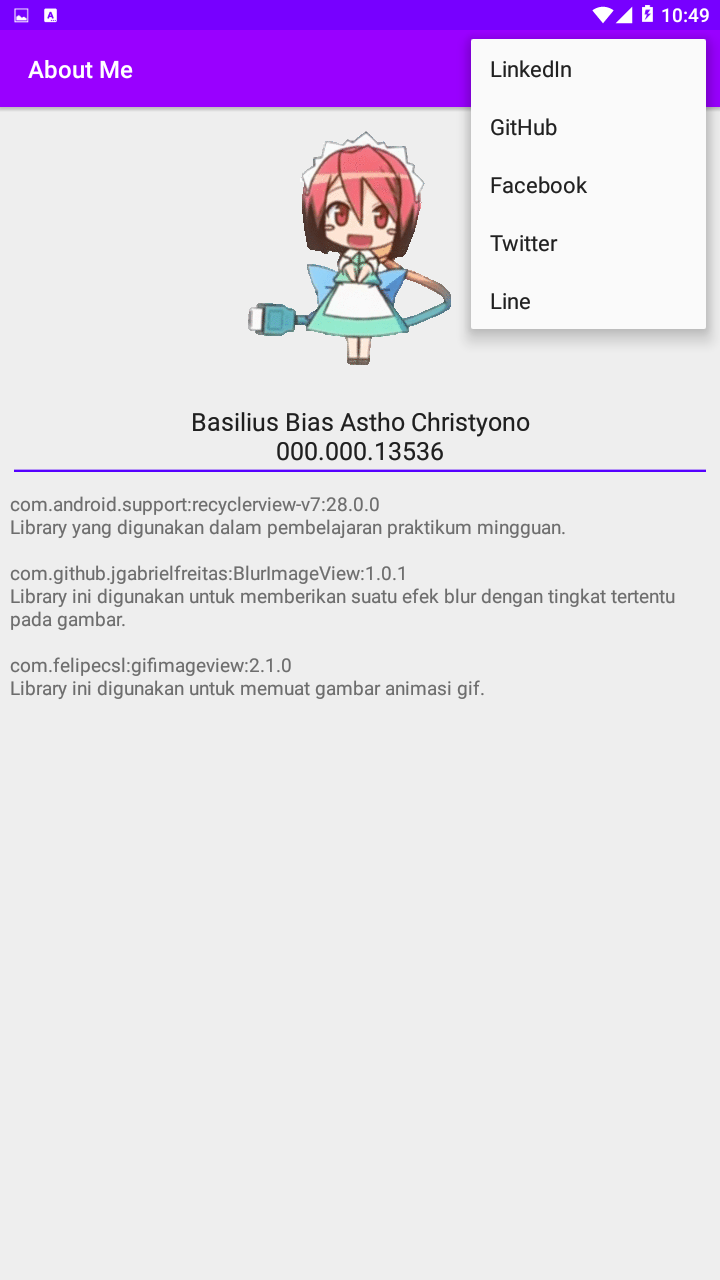 10:49
About Me
LinkedIn
GitHub
Facebook
Twitter
Line
Basilius Bias Astho Christyono
000.000.13536
com.android.support:recyclerview-v7:28.0.0
Library yang digunakan dalam pembelajaran praktikum mingguan.
com.github.jgabrielfreitas:BlurImageView:1.0.1
Library ini digunakan untuk memberikan suatu efek blur dengan tingkat tertentu
pada gambar.
com.felipecsl:gifimageview:2.1.0
Library ini digunakan untuk memuat gambar animasi gif.